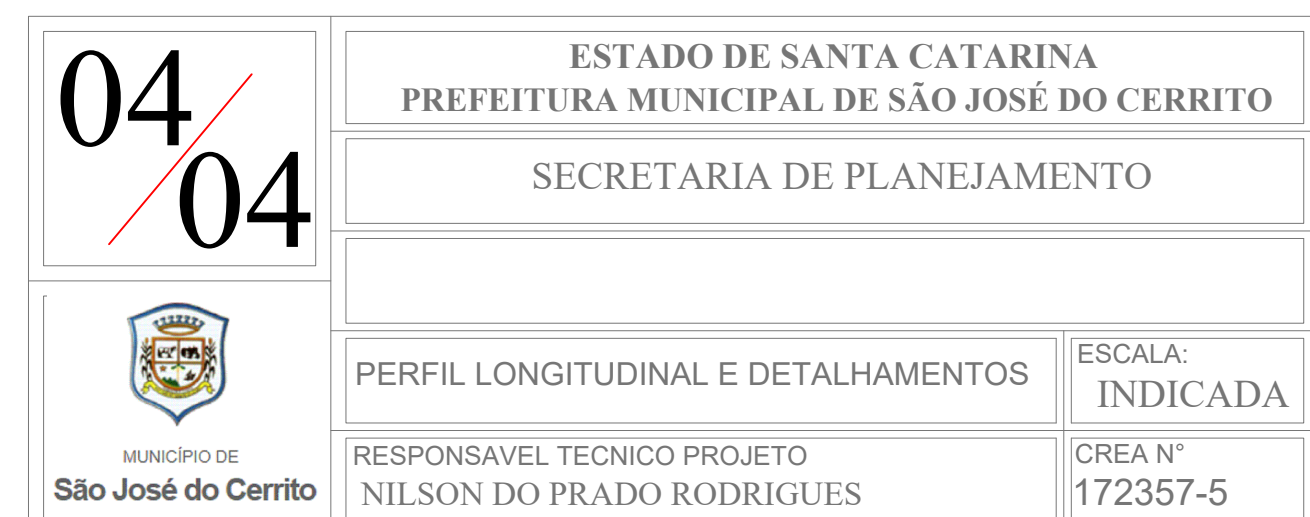 04
04
ESTADO DE SANTA CATARINA
PREFEITURA MUNICIPAL DE SÃO JOSÉ DO CERRITO
SECRETARIA DE PLANEJAMENTO
PERFIL LONGITUDINAL E DETALHAMENTOS
ESCALA:
INDICADA
MUNICÍPIO DE
São José do Cerrito
RESPONSAVEL TECNICO PROJETO
NILSON DO PRADO RODRIGUES
CREA N°
172357-5